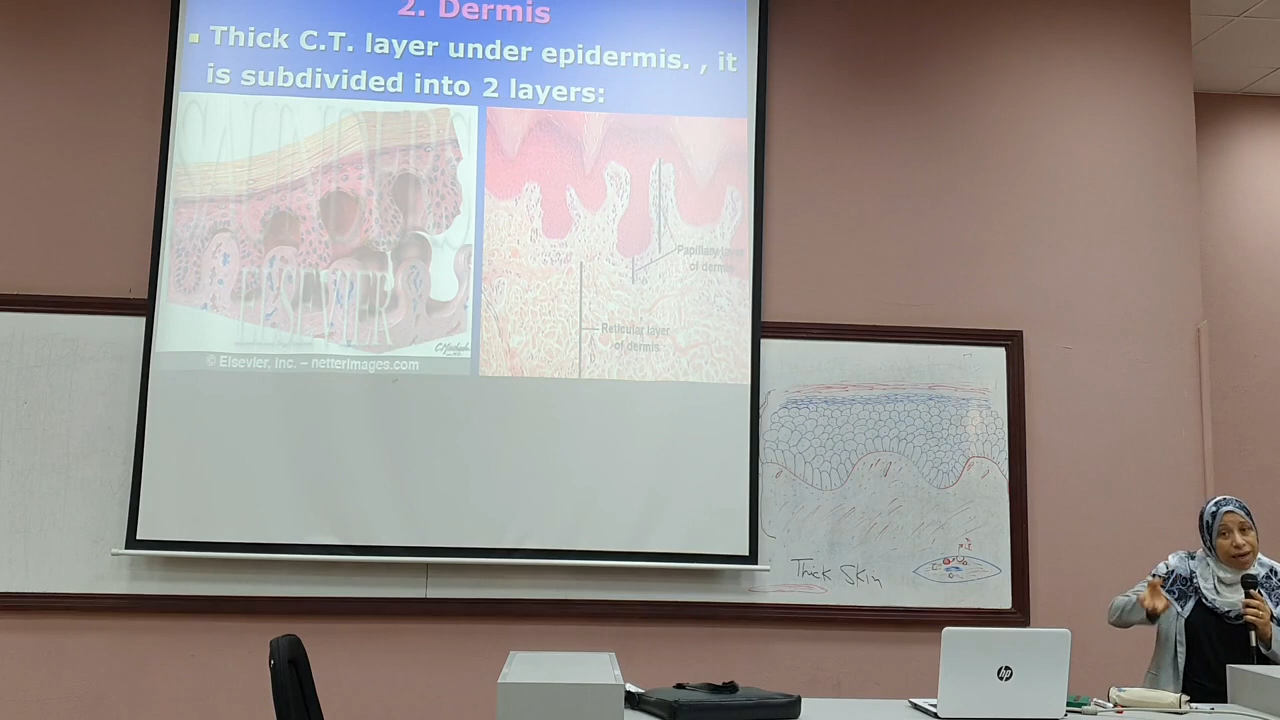 2. Dermis
Thick C.T. layer under epidermis. , it
is subdivided into 2 layers:
ELSEVIER
Papillary layer
of dermis
Reticular layer
of dermis
© Elsevier, Inc. – netterimages.com
Thick Skin
hp